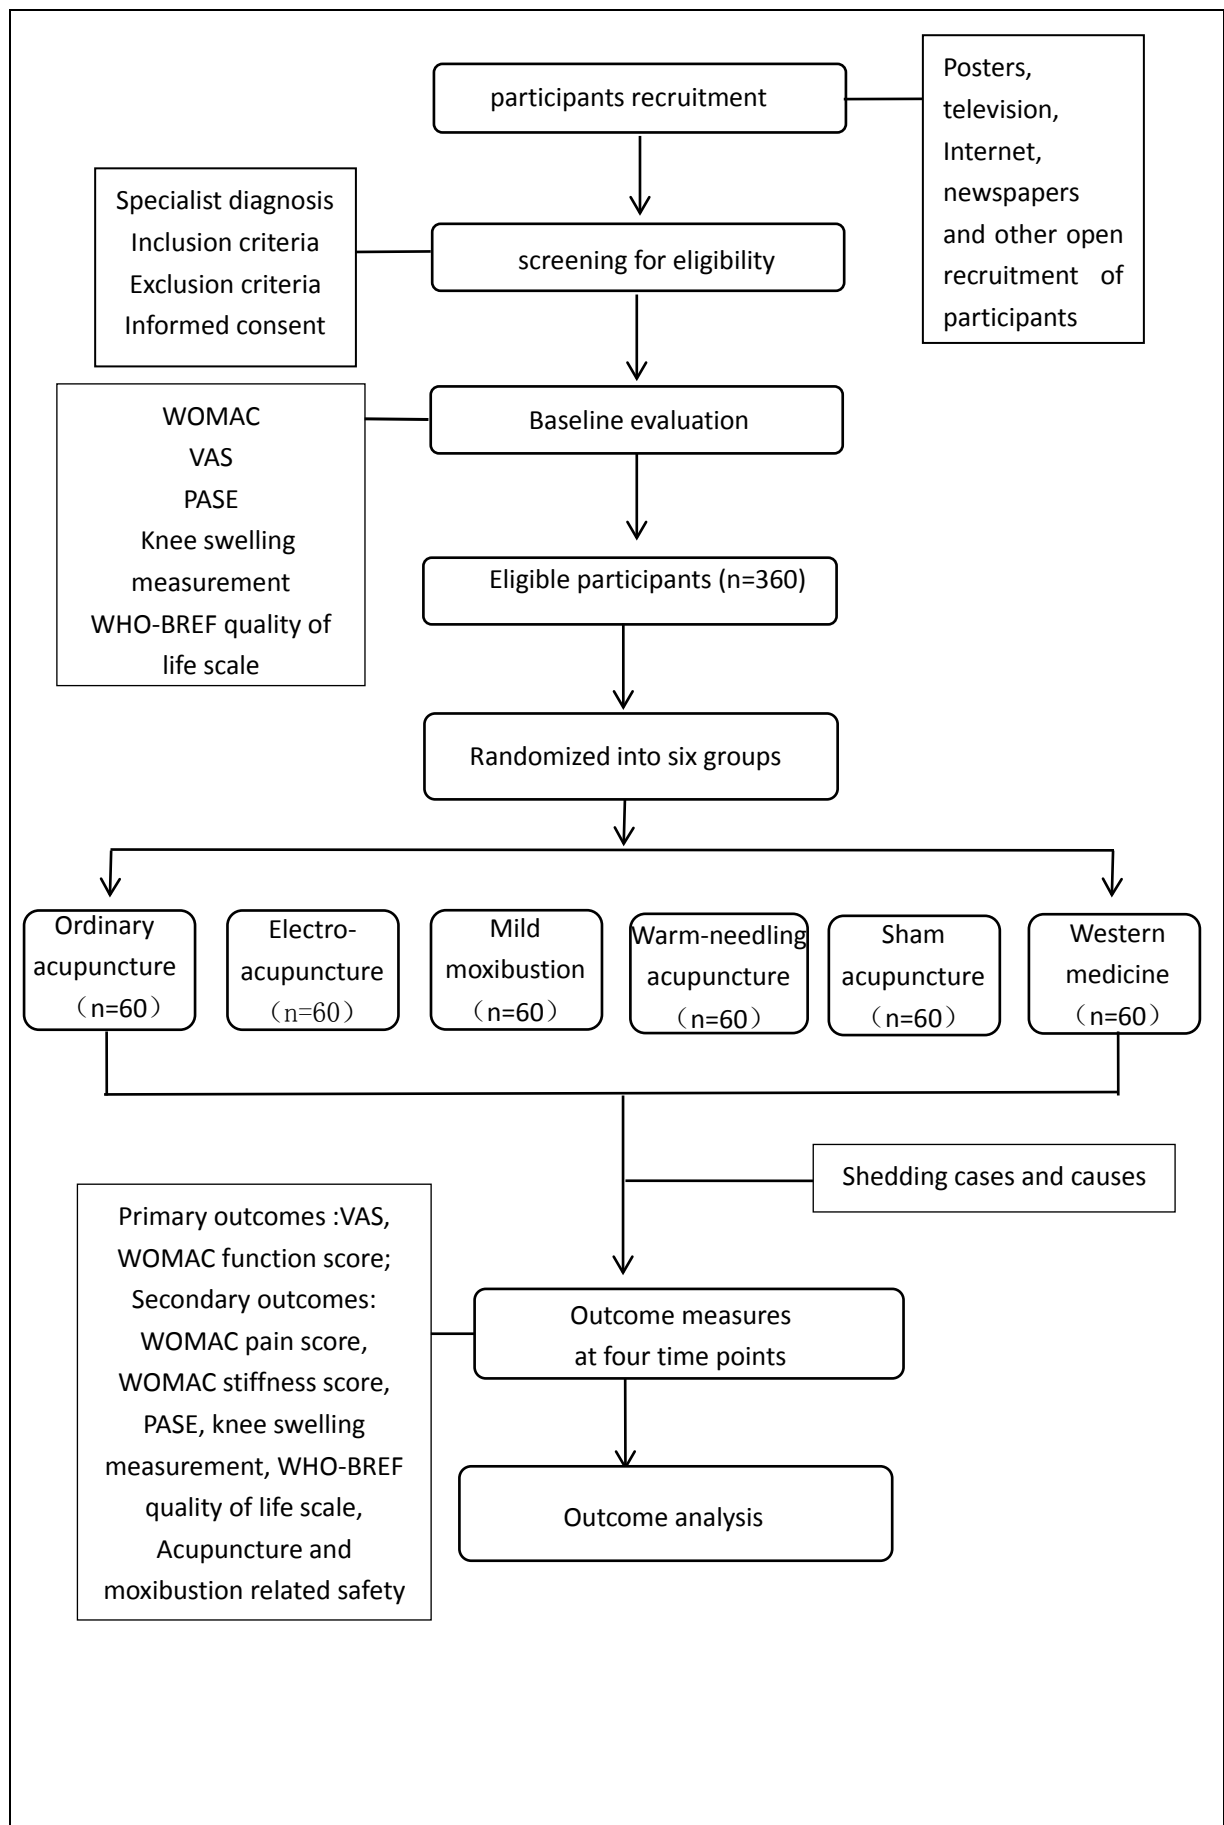 participants recruitment
Posters,
television,
Internet,
newspapers
and other open
recruitment of
participants
Specialist diagnosis
Inclusion criteria
Exclusion criteria
Informed consent
screening for eligibility
WOMAC
VAS
PASE
Knee swelling
measurement
WHO-BREF quality of
life scale
Baseline evaluation
Eligible participants (n=360)
Randomized into six groups
Ordinary
acupuncture
（n=60）
Electro-
acupuncture
（n=60）
Mild
moxibustion
（n=60）
Warm-needling
acupuncture
（n=60）
Sham
acupuncture
（n=60）
Western
medicine
（n=60）
Shedding cases and causes
Primary outcomes :VAS,
WOMAC function score;
Secondary outcomes:
WOMAC pain score,
WOMAC stiffness score,
PASE, knee swelling
measurement, WHO-BREF
quality of life scale,
Acupuncture and
moxibustion related safety
Outcome measures
at four time points
Outcome analysis